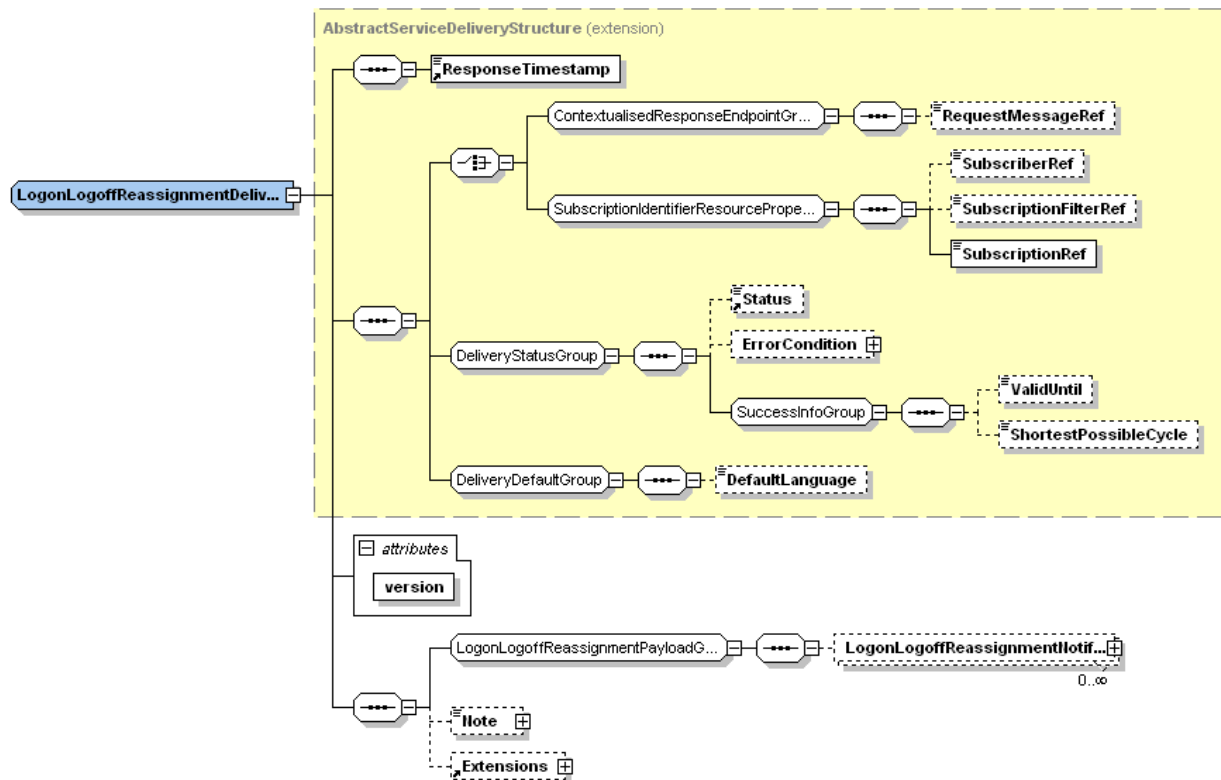 AbstractServiceDeliveryStructure (extension)
ResponseTimestamp
ContextualisedResponseEndpointGr...
RequestMessageRef
SubscriberRef
LogonLogoffReassignmentDeliv...
SubscriptionIdentifierResourcePrope...
SubscriptionFilterRef
SubscriptionRef
Status
ErrorCondition
DeliveryStatusGroup
ValidUntil
SuccessInfoGroup
ShortestPossibleCycle
DeliveryDefaultGroup
DefaultLanguage
attributes
version
LogonLogoffReassignmentPayloadG...
LogonLogoffReassignmentNotif...
0..∞
Note
Extensions